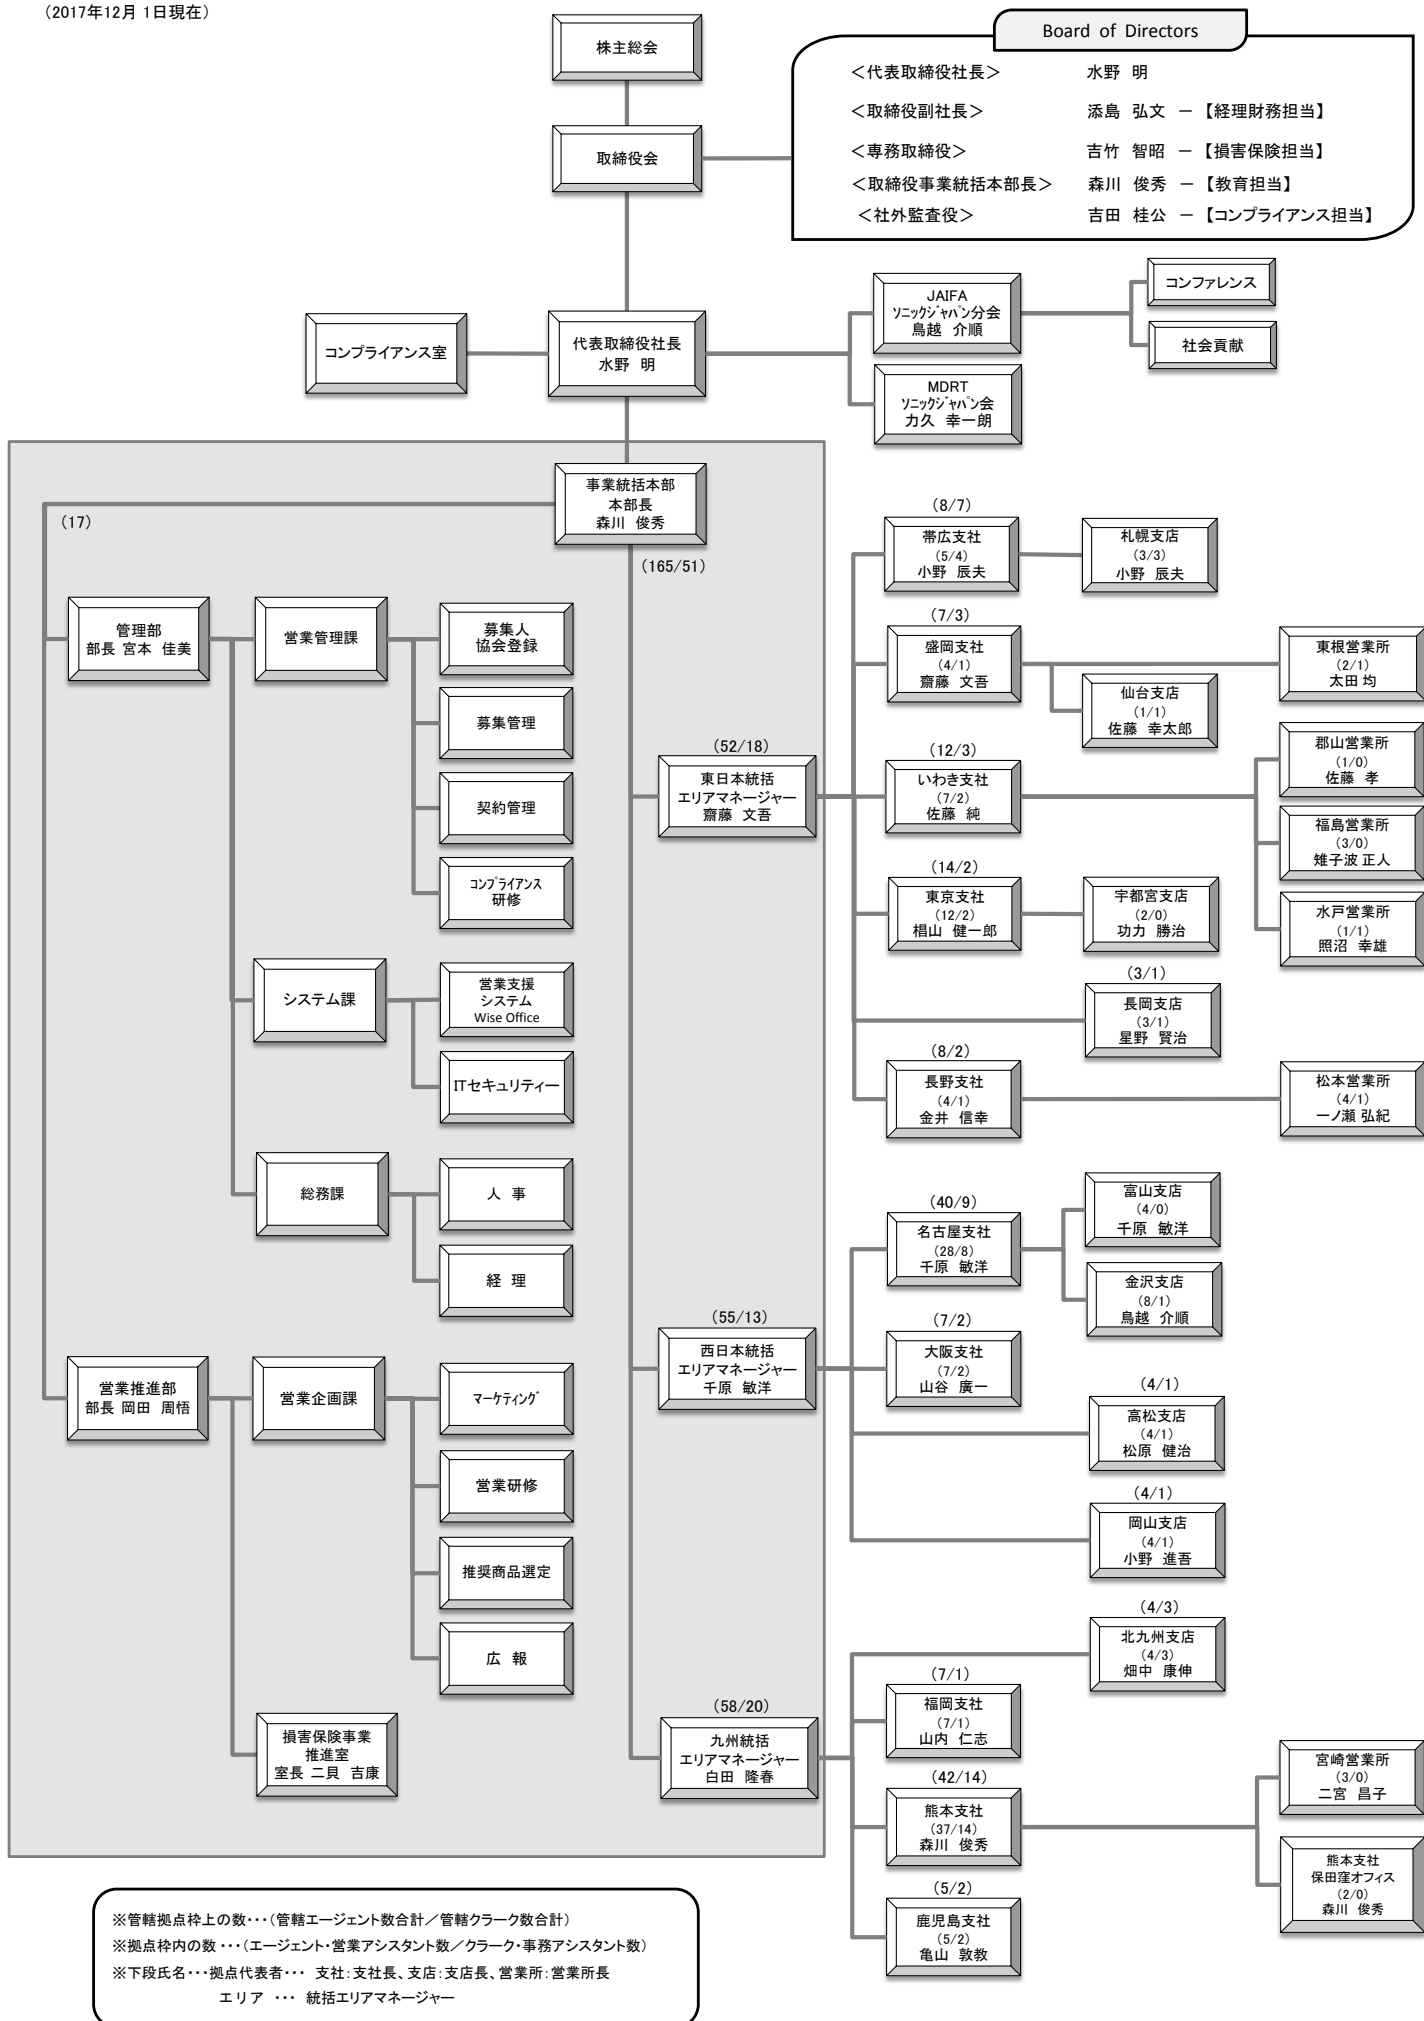 (2017年12月 1日現在)
株主総会
取締役会
Board of Directors
＜代表取締役社長＞ 水野 明
＜取締役副社長＞ 添島 弘文 － 【経理財務担当】
＜専務取締役＞ 吉竹 智昭 － 【損害保険担当】
＜取締役事業統括本部長＞ 森川 俊秀 － 【教育担当】
＜社外監査役＞ 吉田 桂公 － 【コンプライアンス担当】
コンプライアンス室
代表取締役社長
水野 明
JAIFA
ソニックジャパン分会
鳥越 介順
コンファレンス
社会貢献
MDRT
ソニックジャパン会
力久 幸一朗
事業統括本部
本部長
森川 俊秀
(17)
(165/51)
管理部
部長 宮本 佳美
営業管理課
募集人
協会登録
募集管理
契約管理
コンプライアンス
研修
システム課
営業支援
システム
Wise Office
ITセキュリティー
総務課
人 事
経 理
営業推進部
部長 岡田 周悟
営業企画課
マーケティング
営業研修
推奨商品選定
広 報
損害保険事業
推進室
室長 二貝 吉康
(52/18)
東日本統括
エリアマネージャー
齋藤 文吾
(8/7)
帯広支社
(5/4)
小野 辰夫
札幌支店
(3/3)
小野 辰夫
(7/3)
盛岡支社
(4/1)
齋藤 文吾
東根営業所
(2/1)
太田 均
仙台支店
(1/1)
佐藤 幸太郎
(12/3)
いわき支社
(7/2)
佐藤 純
郡山営業所
(1/0)
佐藤 孝
福島営業所
(3/0)
雉子波 正人
水戸営業所
(1/1)
照沼 幸雄
(14/2)
東京支社
(12/2)
椙山 健一郎
宇都宮支店
(2/0)
功力 勝治
(3/1)
長岡支店
(3/1)
星野 賢治
(8/2)
長野支社
(4/1)
金井 信幸
松本営業所
(4/1)
一ノ瀬 弘紀
(55/13)
西日本統括
エリアマネージャー
千原 敏洋
(40/9)
名古屋支社
(28/8)
千原 敏洋
富山支店
(4/0)
千原 敏洋
金沢支店
(8/1)
鳥越 介順
(7/2)
大阪支社
(7/2)
山谷 廣一
(4/1)
高松支店
(4/1)
松原 健治
(4/1)
岡山支店
(4/1)
小野 進吾
(58/20)
九州統括
エリアマネージャー
白田 隆春
(4/3)
北九州支店
(4/3)
畑中 康伸
(7/1)
福岡支社
(7/1)
山内 仁志
(42/14)
熊本支社
(37/14)
森川 俊秀
宮崎営業所
(3/0)
二宮 昌子
熊本支社
保田窪オフィス
(2/0)
森川 俊秀
(5/2)
鹿児島支社
(5/2)
亀山 敦教
※管轄拠点枠上の数・・・(管轄エージェント数合計／管轄クラーク数合計)
※拠点枠内の数 ・・・(エージェント・営業アシスタント数／クラーク・事務アシスタント数)
※下段氏名・・・拠点代表者・・・ 支社:支社長、支店:支店長、営業所:営業所長
エリア ・・・ 統括エリアマネージャー